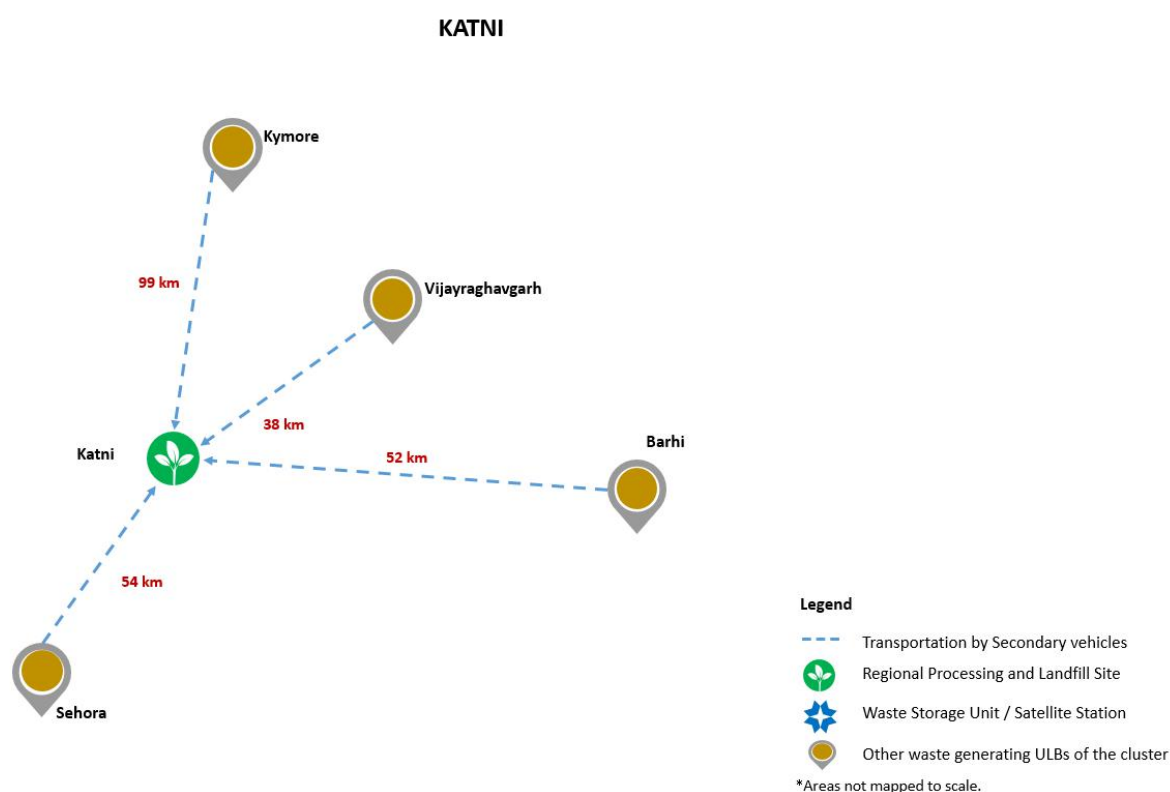 KATNI
Kymore
99 km
Vijayraghavgarh
38 km
Barhi
Katni
52 km
54 km
Sehora
Legend
Transportation by Secondary vehicles
Regional Processing and Landfill Site
Waste Storage Unit / Satellite Station
Other waste generating ULBs of the cluster
*Areas not mapped to scale.